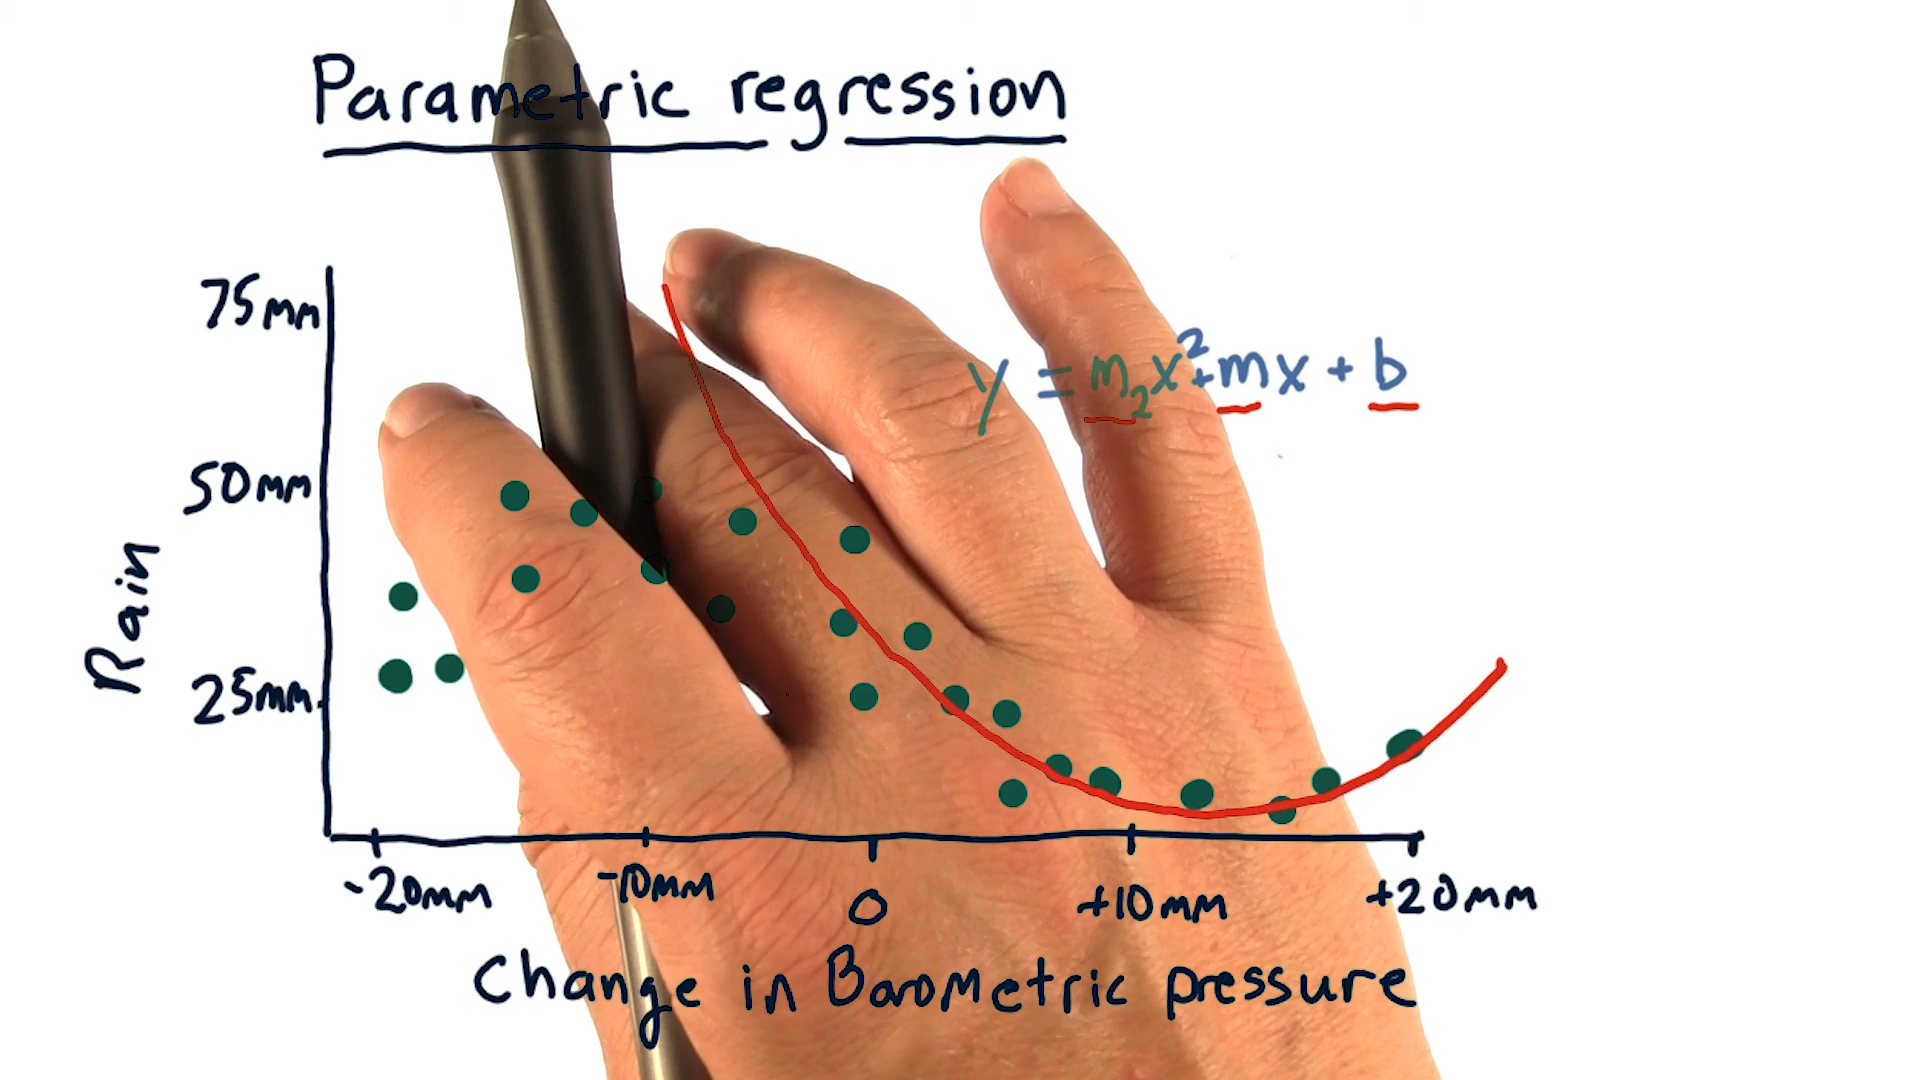 Parametric regression
75mm
y = m₂x²+mx + b
50mm
Rain
25mm
-20mm -10mm 0 +10mm +20mm
Change in Barometric pressure